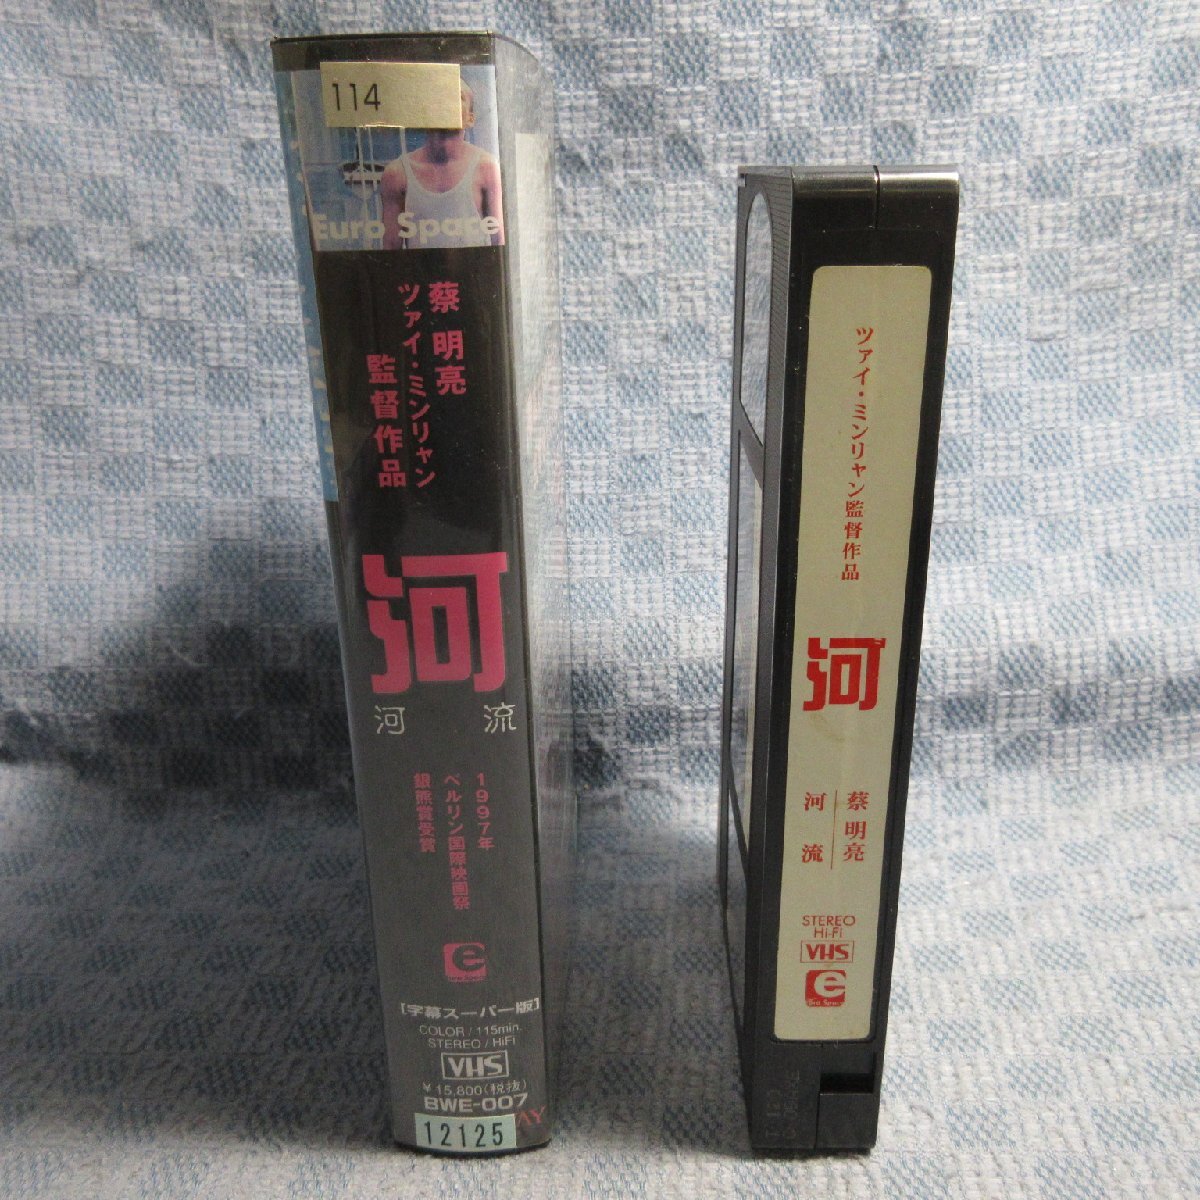 114
Euro Space
蔡明亮
ツァイ・ミンリャン
監督作品
河
河流
1997年
ベルリン国際映画祭
銀熊賞受賞
e
[字幕スーパー版]
COLOR / 115min.
STEREO / HiFi
VHS
¥15,800(税抜)
BWE-007
12125
ツァイ・ミンリャン監督作品
河
蔡明亮
河流
STEREO
Hi-Fi
VHS
e
Euro Space